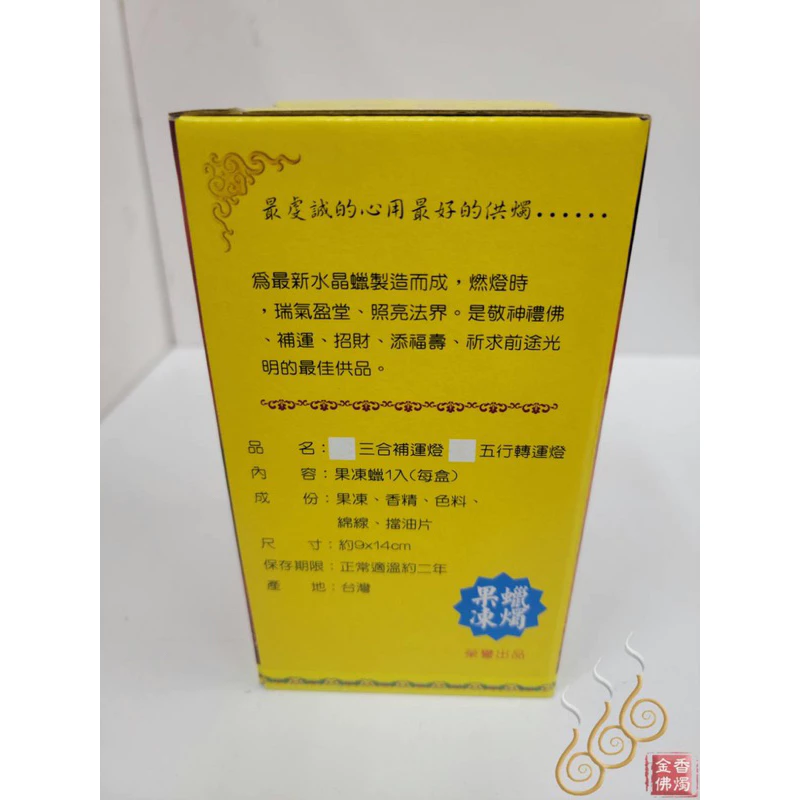 最虔誠的心用最好的供燭......
為最新水晶蠟製造而成，燃燈時
，瑞氣盈堂、照亮法界。是敬神禮佛
、補運、招財、添福壽、祈求前途光
明的最佳供品。
品　名：□三合補運燈 □五行轉運燈
內　容：果凍蠟1入(每盒)
成　份：果凍、香精、色料、
綿線、擋油片
尺　寸：約9x14cm
保存期限：正常適溫約二年
產　地：台灣
果凍蠟燭
榮譽出品
金香佛燭